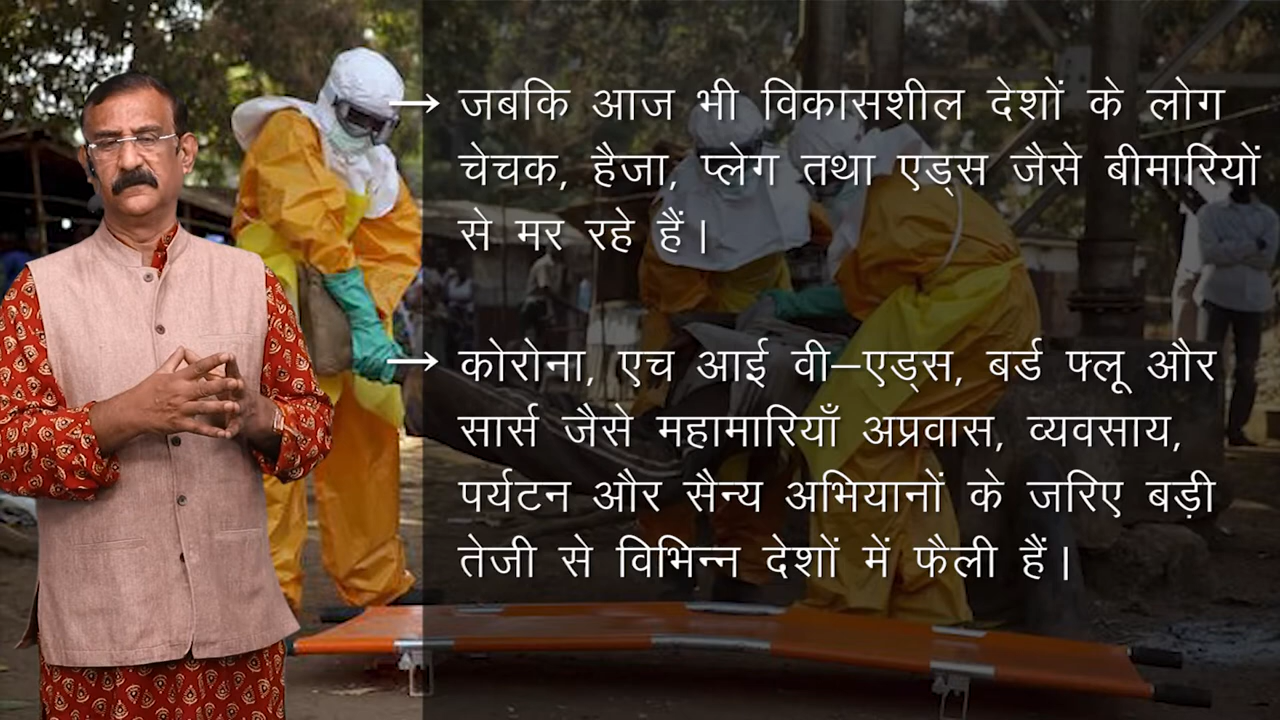 → जबकि आज भी विकासशील देशों के लोग
चेचक, हैजा, प्लेग तथा एड्स जैसे बीमारियों
से मर रहे हैं।
→ कोरोना, एच आई वी–एड्स, बर्ड फ्लू और
सार्स जैसे महामारियाँ अप्रवास, व्यवसाय,
पर्यटन और सैन्य अभियानों के जरिए बड़ी
तेजी से विभिन्न देशों में फैली हैं।